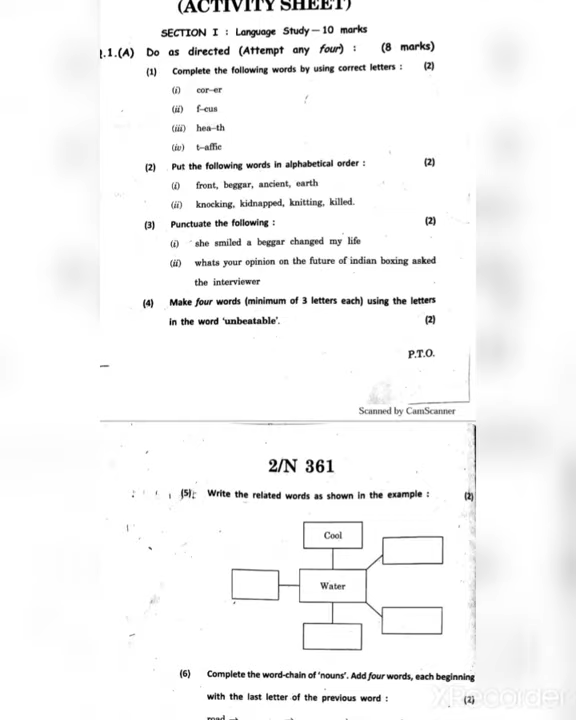 (ACTIVITY SHEET)
SECTION I : Language Study – 10 marks
.1.(A) Do as directed (Attempt any four) : (8 marks)
(1) Complete the following words by using correct letters : (2)
(i) cor–er
(ii) f–cus
(iii) hea–th
(iv) t–affic
(2) Put the following words in alphabetical order : (2)
(i) front, beggar, ancient, earth
(ii) knocking, kidnapped, knitting, killed.
(3) Punctuate the following : (2)
(i) she smiled a beggar changed my life
(ii) whats your opinion on the future of indian boxing asked
the interviewer
(4) Make four words (minimum of 3 letters each) using the letters
in the word 'unbeatable'. (2)
P.T.O.
Scanned by CamScanner
2/N 361
(5) Write the related words as shown in the example : (2)
Cool
Water
(6) Complete the word-chain of 'nouns'. Add four words, each beginning
with the last letter of the previous word : (2)
XRecorder